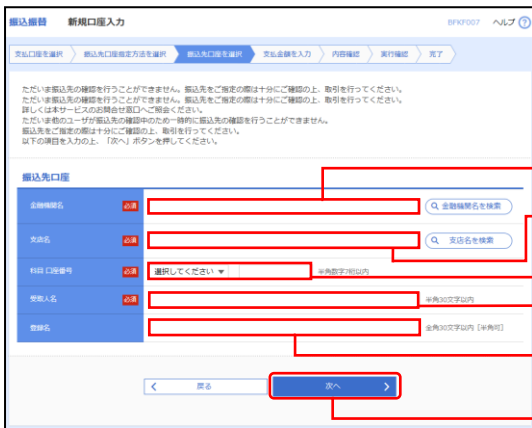 振込振替 新規口座入力 BFKF007 ヘルプ ?
支払口座を選択 振込先口座指定方法を選択 振込先口座を選択 支払金額を入力 内容確認 実行確認 完了
ただいま振込先の確認を行うことができません。振込先をご指定の際は十分にご確認の上、取引を行ってください。
ただいま振込先の確認を行うことができません。振込先をご指定の際は十分にご確認の上、取引を行ってください。
詳しくは本サービスのお問合せ窓口へご照会ください。
ただいま他のユーザが振込先の確認中のため一時的に振込先の確認を行うことができません。
振込先をご指定の際は十分にご確認の上、取引を行ってください。
以下の項目を入力の上、「次へ」ボタンを押してください。
振込先口座
金融機関名 必須 金融機関名を検索
支店名 必須 支店名を検索
科目 口座番号 必須 選択してください ▼ 半角数字7桁以内
受取人名 必須 半角30文字以内
登録名 全角30文字以内［半角可］
戻る 次へ